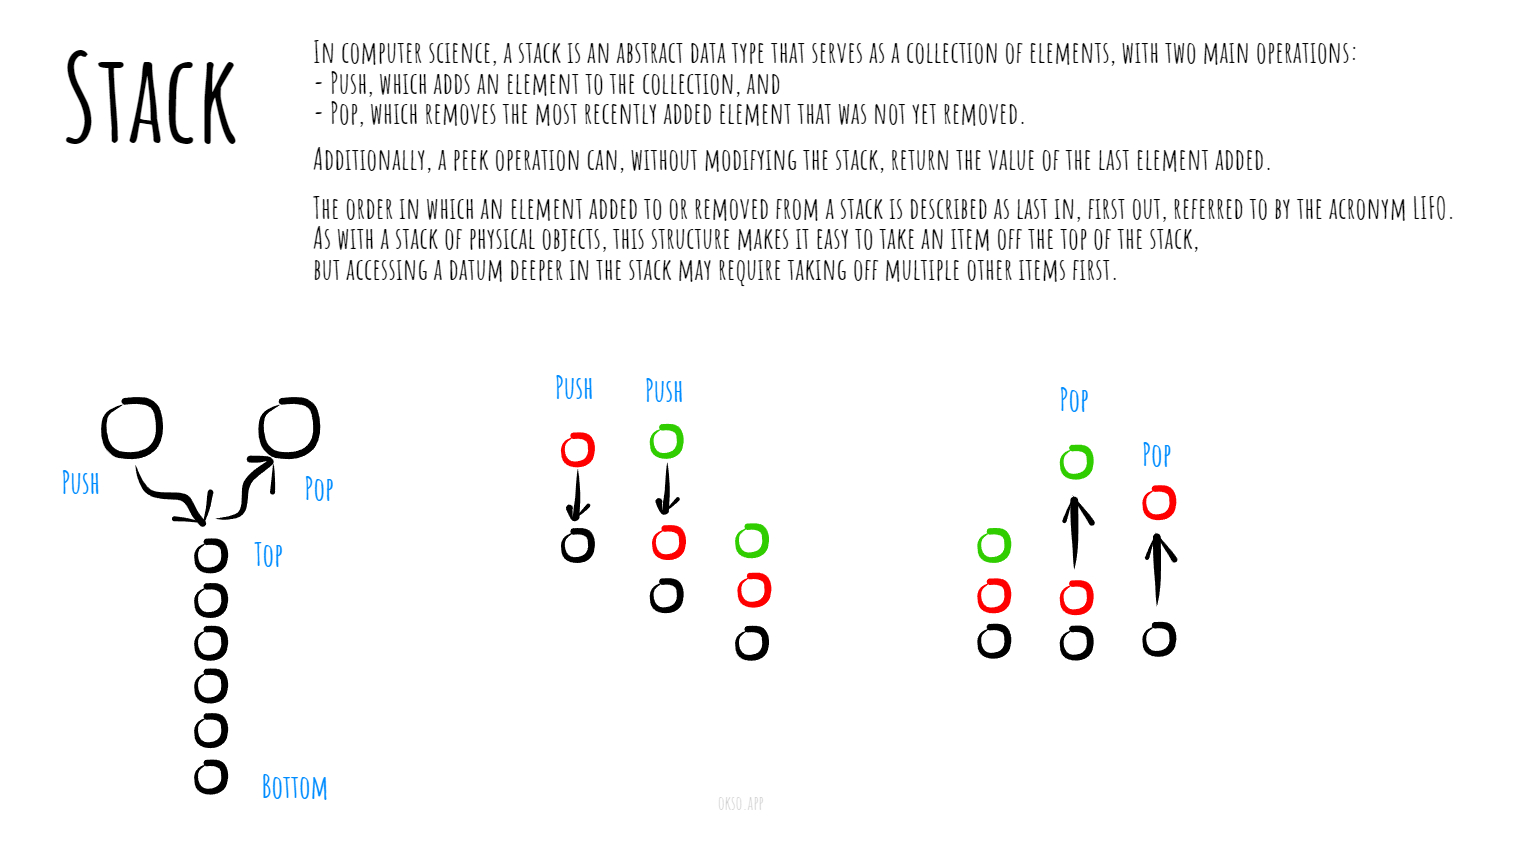 Stack
In computer science, a stack is an abstract data type that serves as a collection of elements, with two main operations:
- Push, which adds an element to the collection, and
- Pop, which removes the most recently added element that was not yet removed.
Additionally, a peek operation can, without modifying the stack, return the value of the last element added.
The order in which an element added to or removed from a stack is described as last in, first out, referred to by the acronym LIFO.
As with a stack of physical objects, this structure makes it easy to take an item off the top of the stack,
but accessing a datum deeper in the stack may require taking off multiple other items first.
Push
Pop
Top
Bottom
Push
Push
Pop
Pop
okso.app